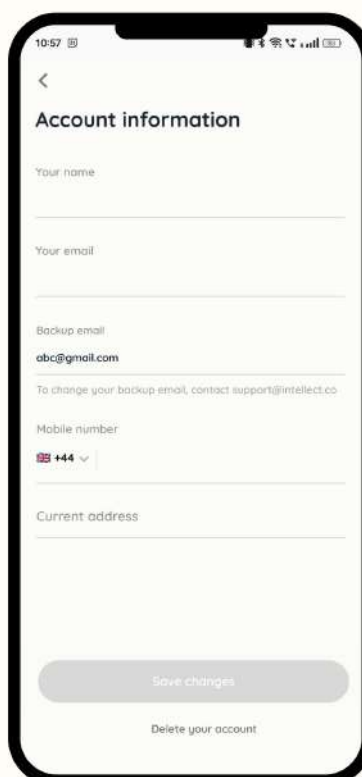 10:57
Account information
Your name
Your email
Backup email
abc@gmail.com
To change your backup email, contact support@intellect.co
Mobile number
+44
Current address
Save changes
Delete your account